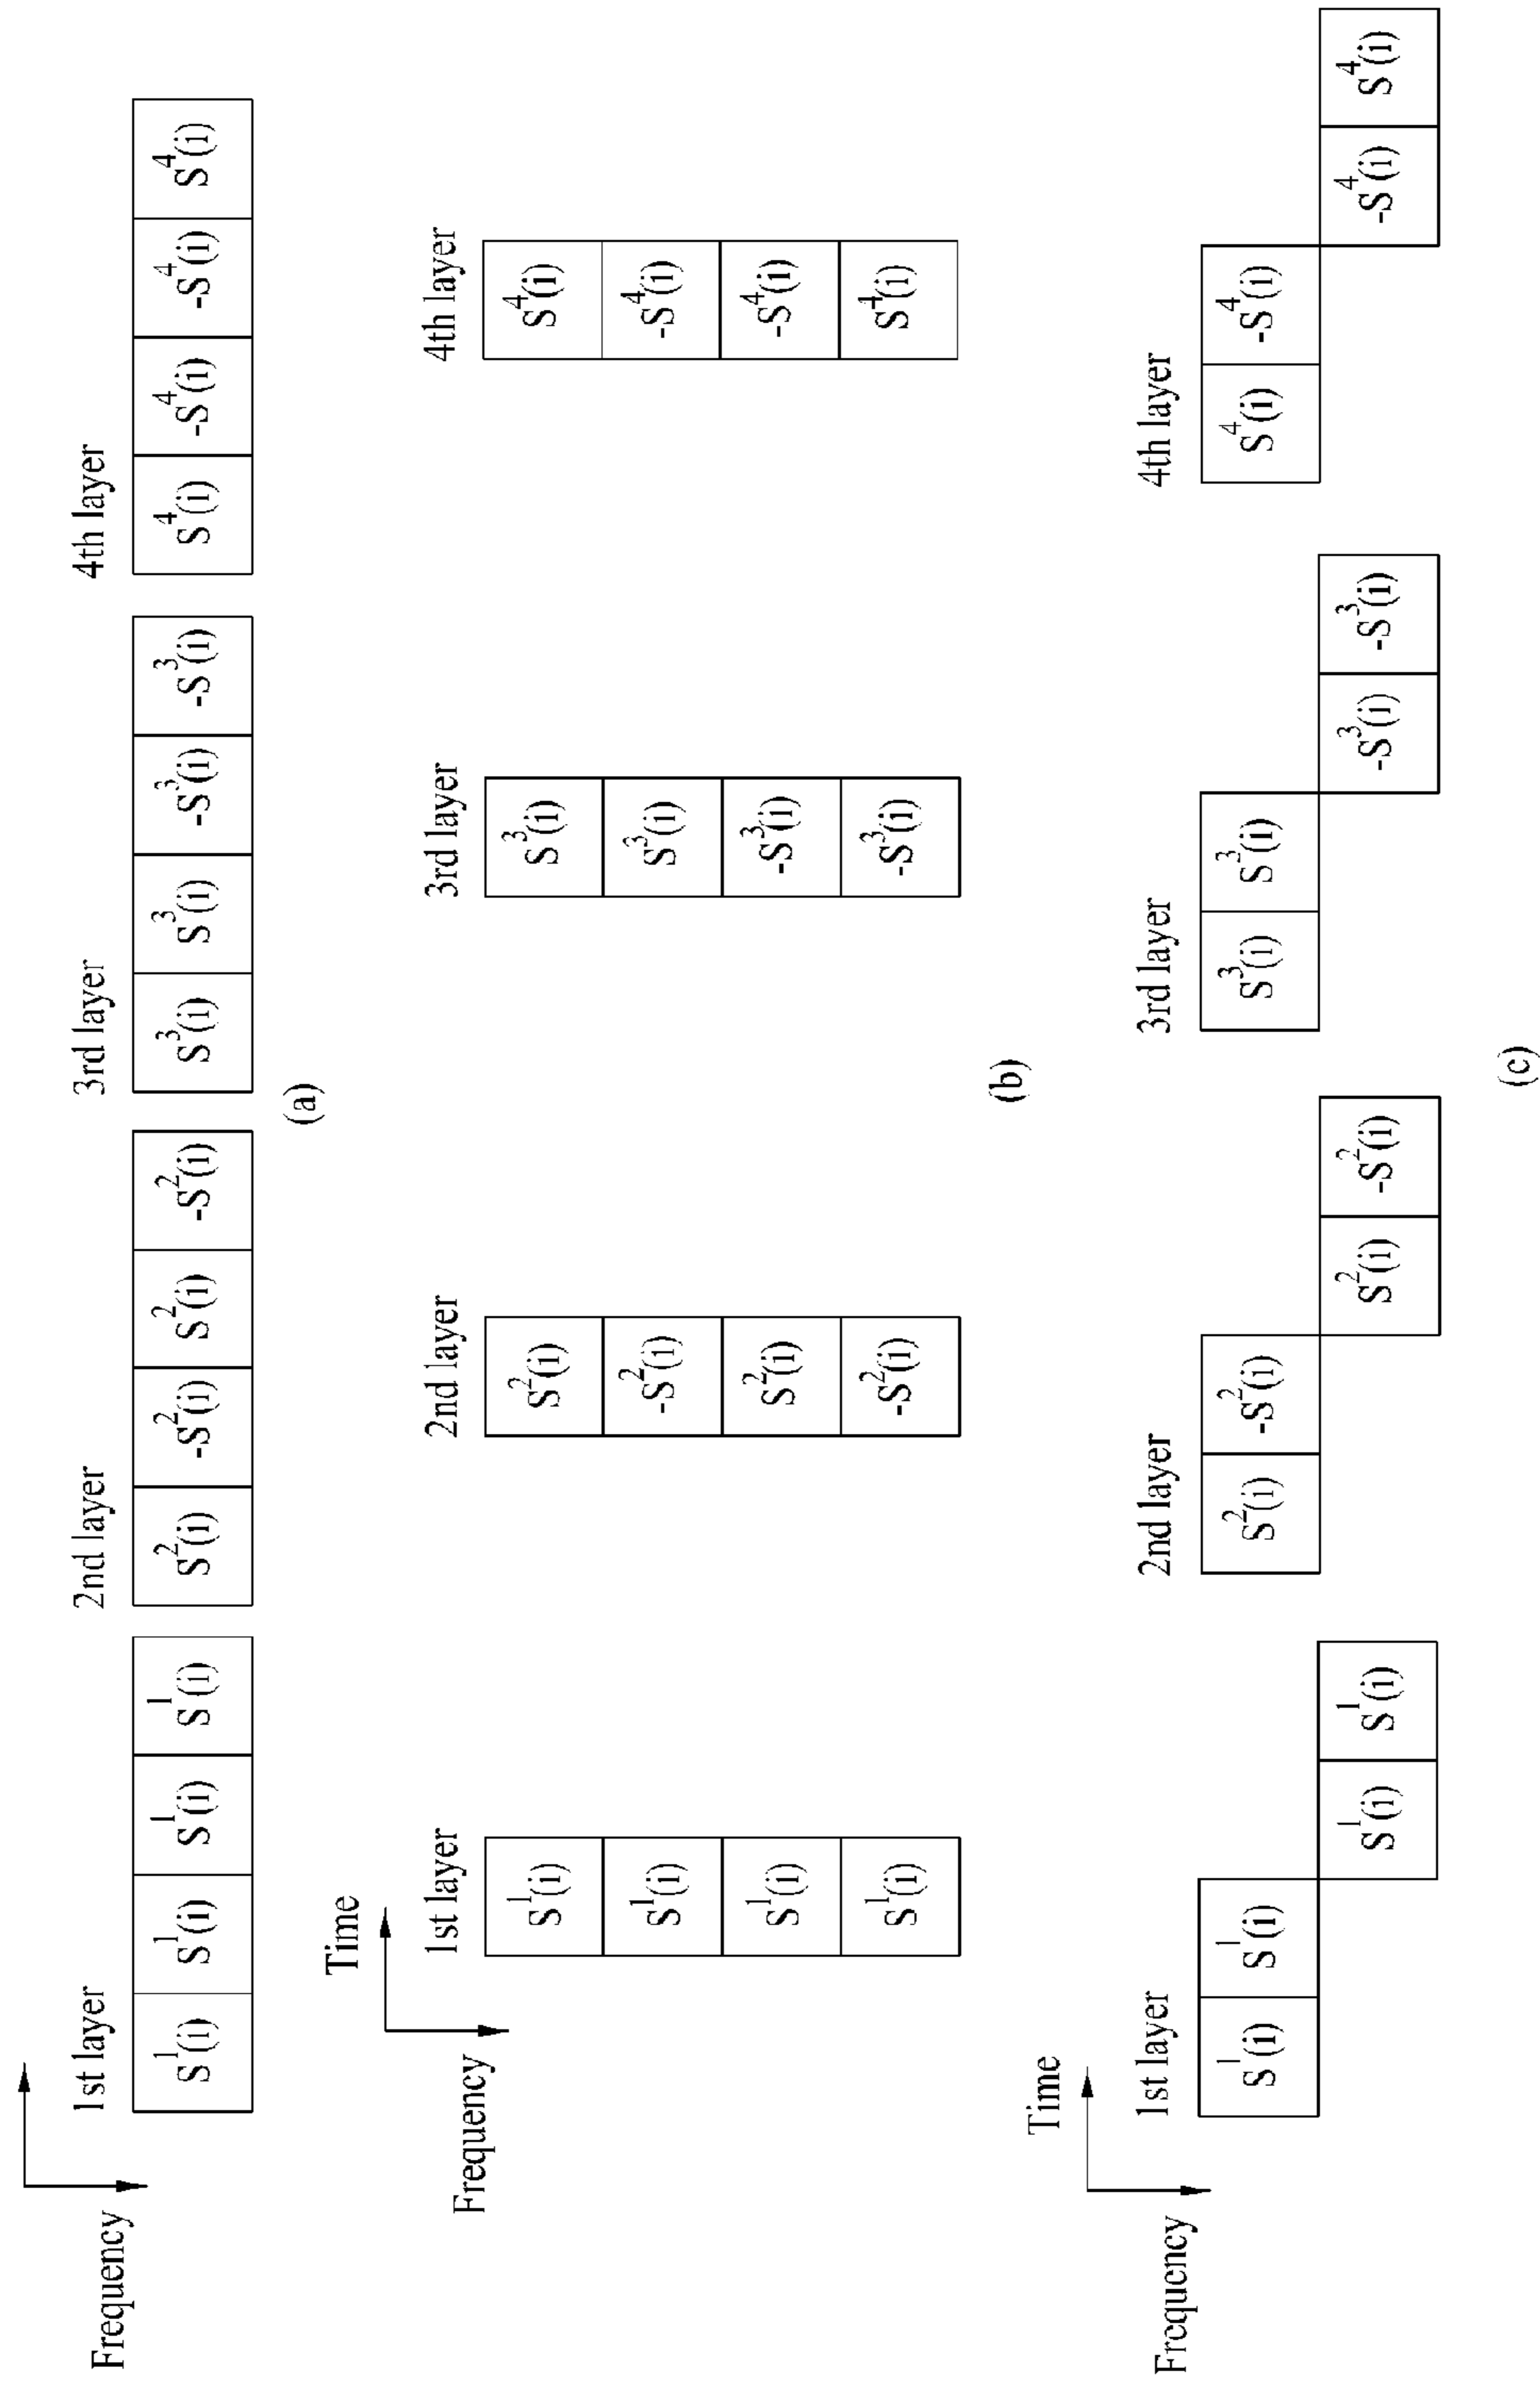 Frequency
1st layer 2nd layer 3rd layer 4th layer
S¹(i) S¹(i) S¹(i) S¹(i) S²(i) -S²(i) S²(i) -S²(i) S³(i) S³(i) -S³(i) -S³(i) S⁴(i) -S⁴(i) -S⁴(i) S⁴(i)
(a)
Time
Frequency
1st layer 2nd layer 3rd layer 4th layer
S¹(i) S²(i) S³(i) S⁴(i)
S¹(i) -S²(i) S³(i) -S⁴(i)
S¹(i) S²(i) -S³(i) -S⁴(i)
S¹(i) -S²(i) -S³(i) S⁴(i)
(b)
Time
Frequency
1st layer 2nd layer 3rd layer 4th layer
S¹(i) S¹(i) S²(i) -S²(i) S³(i) S³(i) S⁴(i) -S⁴(i)
S¹(i) S¹(i) S²(i) -S²(i) -S³(i) -S³(i) -S⁴(i) S⁴(i)
(c)